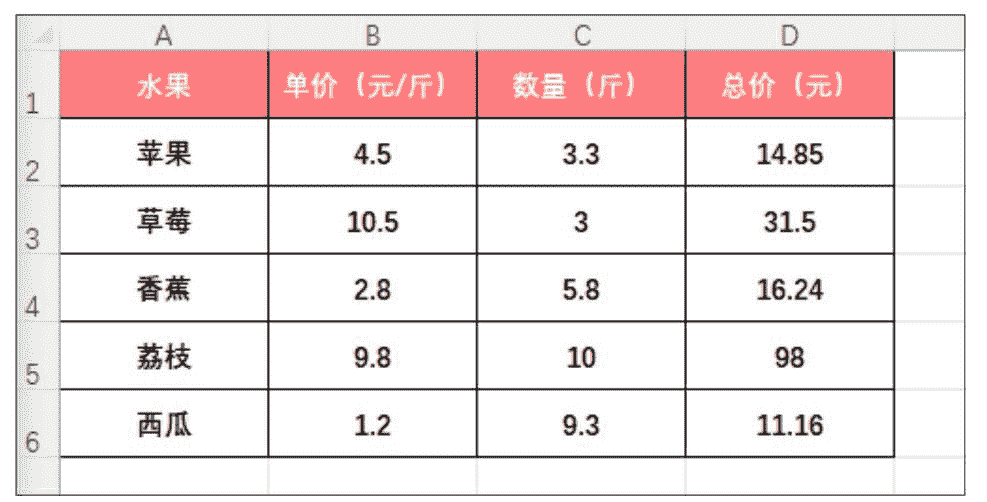 A B C D
1 水果 单价（元/斤） 数量（斤） 总价（元）
2 苹果 4.5 3.3 14.85
3 草莓 10.5 3 31.5
4 香蕉 2.8 5.8 16.24
5 荔枝 9.8 10 98
6 西瓜 1.2 9.3 11.16